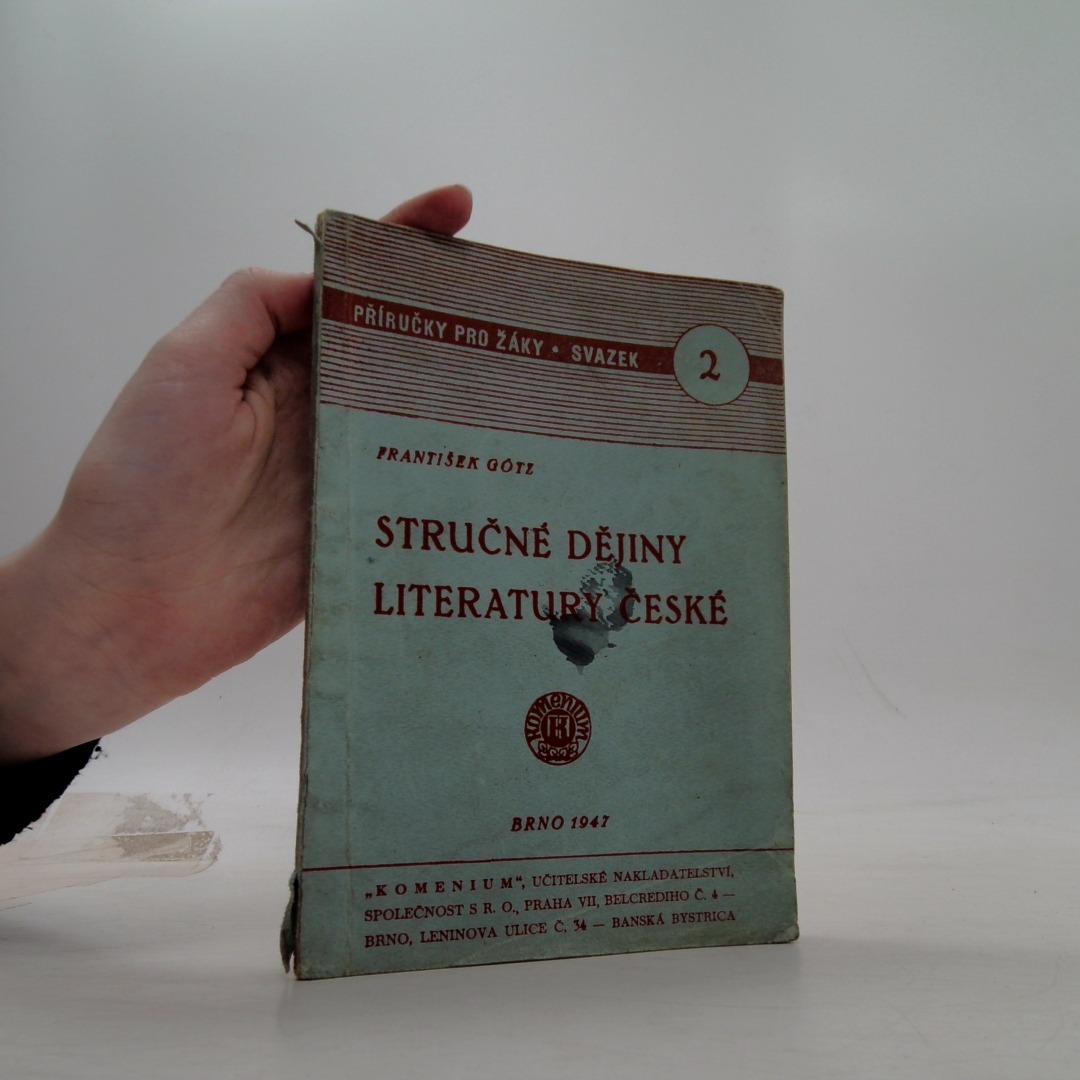 PŘÍRUČKY PRO ŽÁKY • SVAZEK 2
FRANTIŠEK GÖTZ
STRUČNÉ DĚJINY
LITERATURY ČESKÉ
KOMENIUM
K
BRNO 1947
„KOMENIUM“, UČITELSKÉ NAKLADATELSTVÍ,
SPOLEČNOST S R. O., PRAHA VII, BELCREDIHO Č. 4 —
BRNO, LENINOVA ULICE Č. 34 — BANSKÁ BYSTRICA